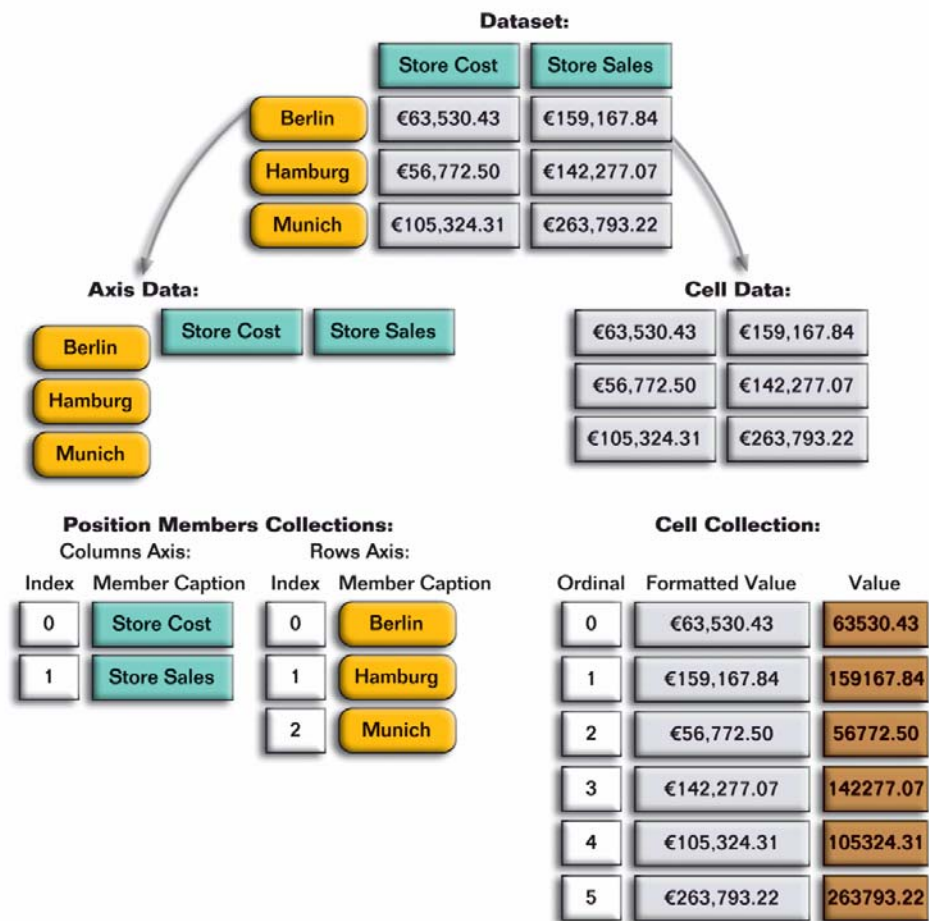 Dataset:
Store Cost Store Sales
Berlin €63,530.43 €159,167.84
Hamburg €56,772.50 €142,277.07
Munich €105,324.31 €263,793.22
Axis Data:
Store Cost Store Sales
Berlin
Hamburg
Munich
Cell Data:
€63,530.43 €159,167.84
€56,772.50 €142,277.07
€105,324.31 €263,793.22
Position Members Collections:
Columns Axis:
Index Member Caption
0 Store Cost
1 Store Sales
Rows Axis:
Index Member Caption
0 Berlin
1 Hamburg
2 Munich
Cell Collection:
Ordinal Formatted Value Value
0 €63,530.43 63530.43
1 €159,167.84 159167.84
2 €56,772.50 56772.50
3 €142,277.07 142277.07
4 €105,324.31 105324.31
5 €263,793.22 263793.22